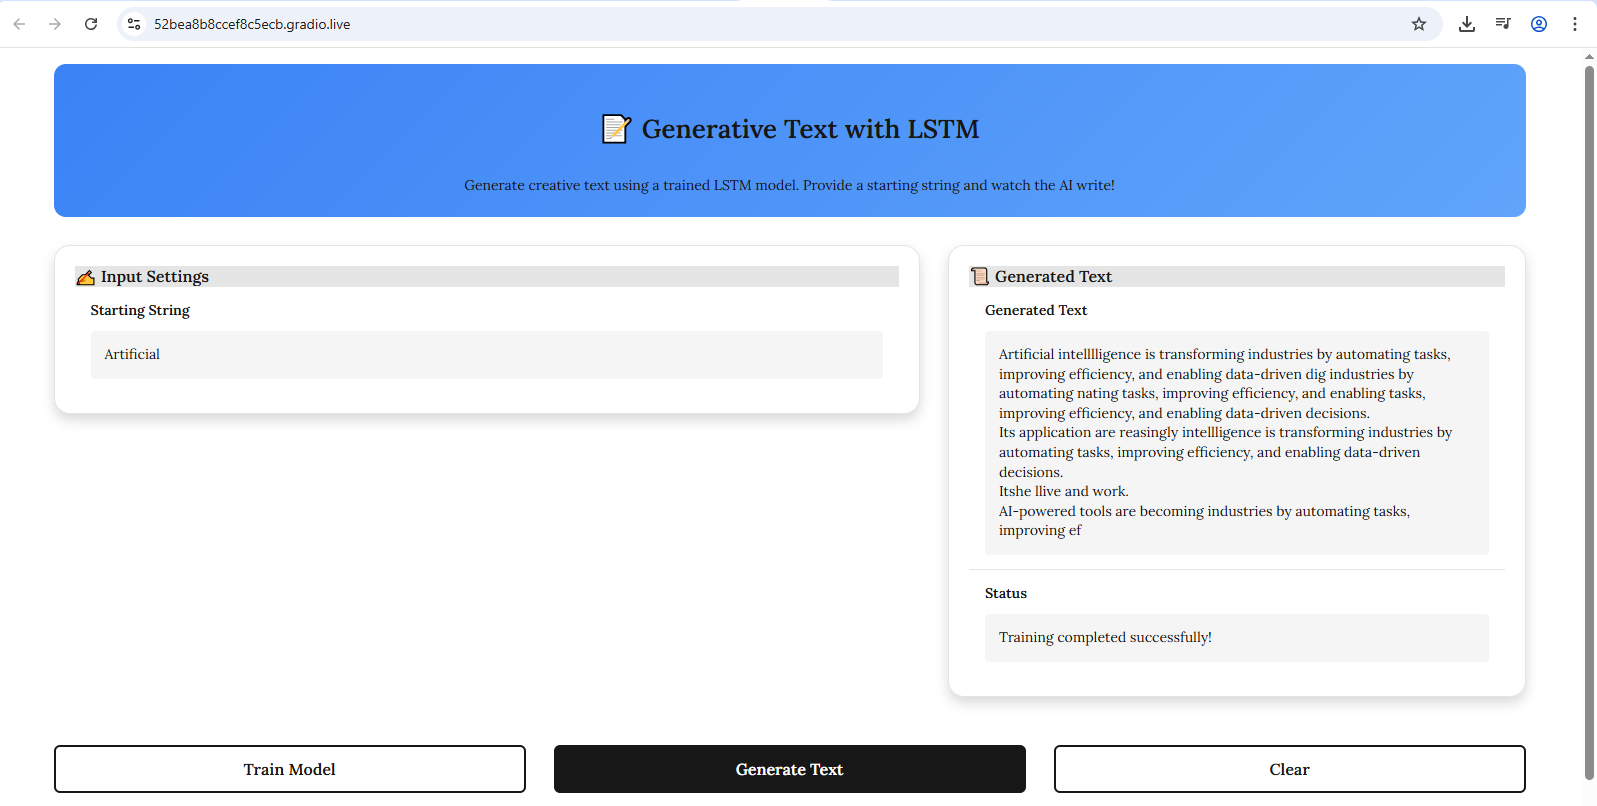 52bea8b8ccef8c5ecb.gradio.live
Generative Text with LSTM
Generate creative text using a trained LSTM model. Provide a starting string and watch the AI write!
Input Settings
Starting String
Artificial
Generated Text
Generated Text
Artificial intelllligence is transforming industries by automating tasks,
improving efficiency, and enabling data-driven dig industries by
automating nating tasks, improving efficiency, and enabling tasks,
improving efficiency, and enabling data-driven decisions.
Its application are reasingly intellligence is transforming industries by
automating tasks, improving efficiency, and enabling data-driven
decisions.
Itshe llive and work.
AI-powered tools are becoming industries by automating tasks,
improving ef
Status
Training completed successfully!
Train Model
Generate Text
Clear